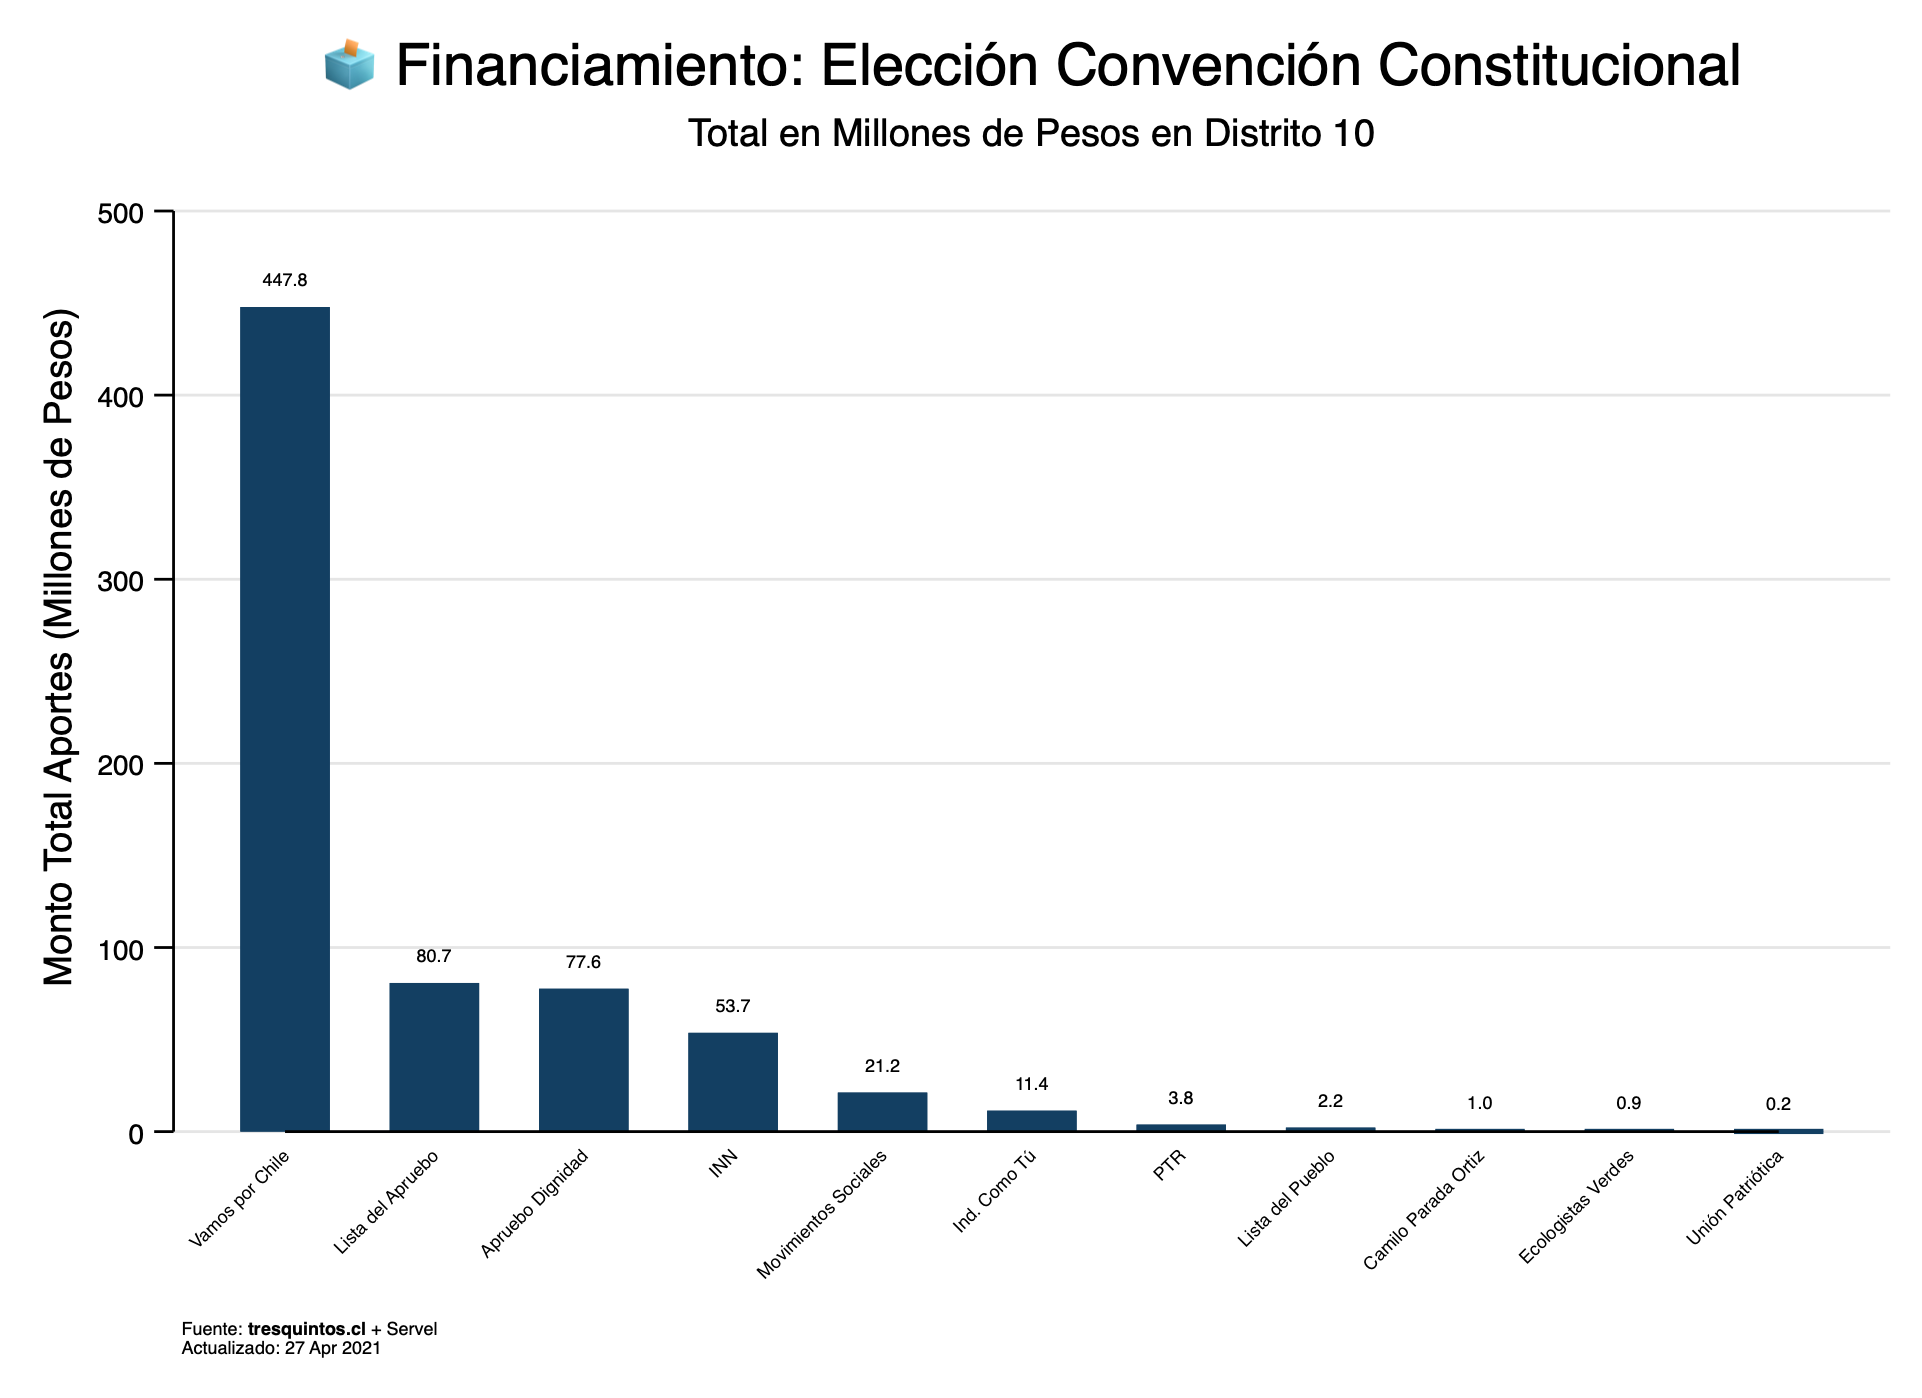 Financiamiento: Elección Convención Constitucional
Total en Millones de Pesos en Distrito 10
Monto Total Aportes (Millones de Pesos)
500
400
300
200
100
0
447.8
80.7
77.6
53.7
21.2
11.4
3.8
2.2
1.0
0.9
0.2
Vamos por Chile
Lista del Apruebo
Apruebo Dignidad
INN
Movimientos Sociales
Ind. Como Tú
PTR
Lista del Pueblo
Camilo Parada Ortiz
Ecologistas Verdes
Unión Patriótica
Fuente: tresquintos.cl + Servel
Actualizado: 27 Apr 2021